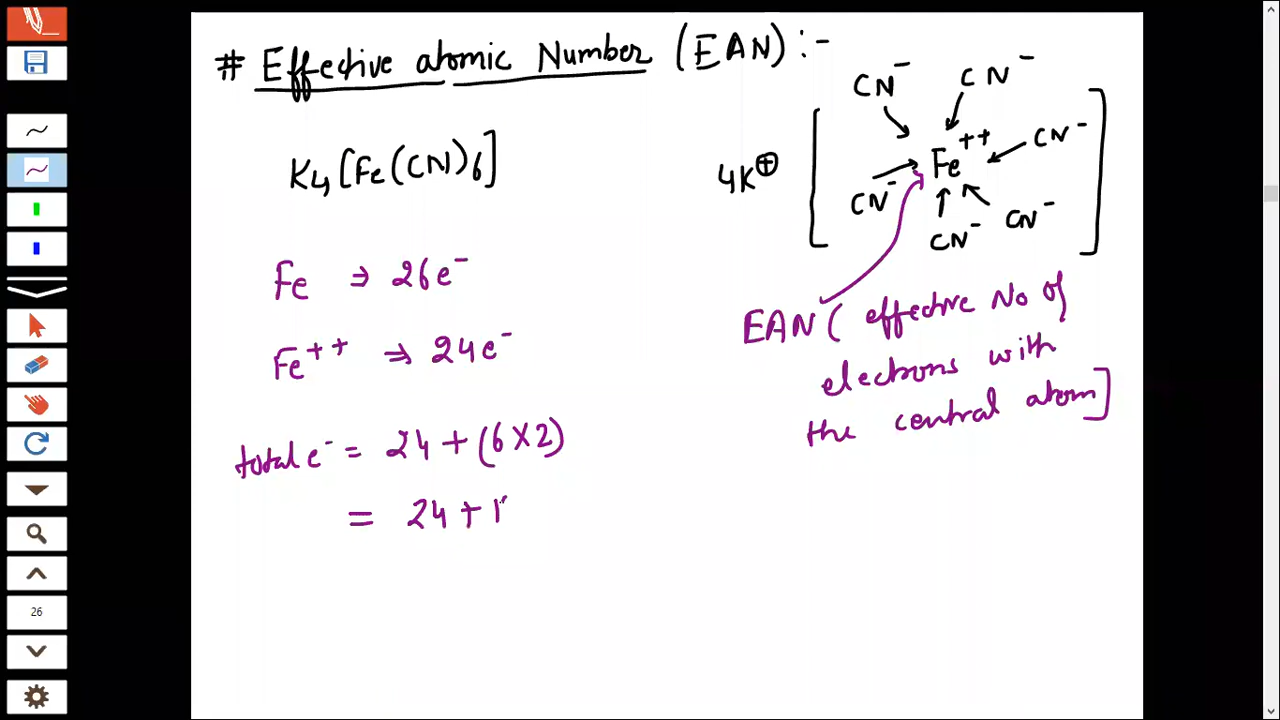 # Effective atomic Number (EAN) :-
K4[Fe(CN)6]
4K⊕ [Fe++
CN-
CN-
CN-
CN-
CN-
CN-
]
Fe ⇒ 26e-
Fe++ ⇒ 24e-
total e- = 24 + (6×2)
= 24 + 1
EAN ( effective No of
electrons with
the central atom]
26